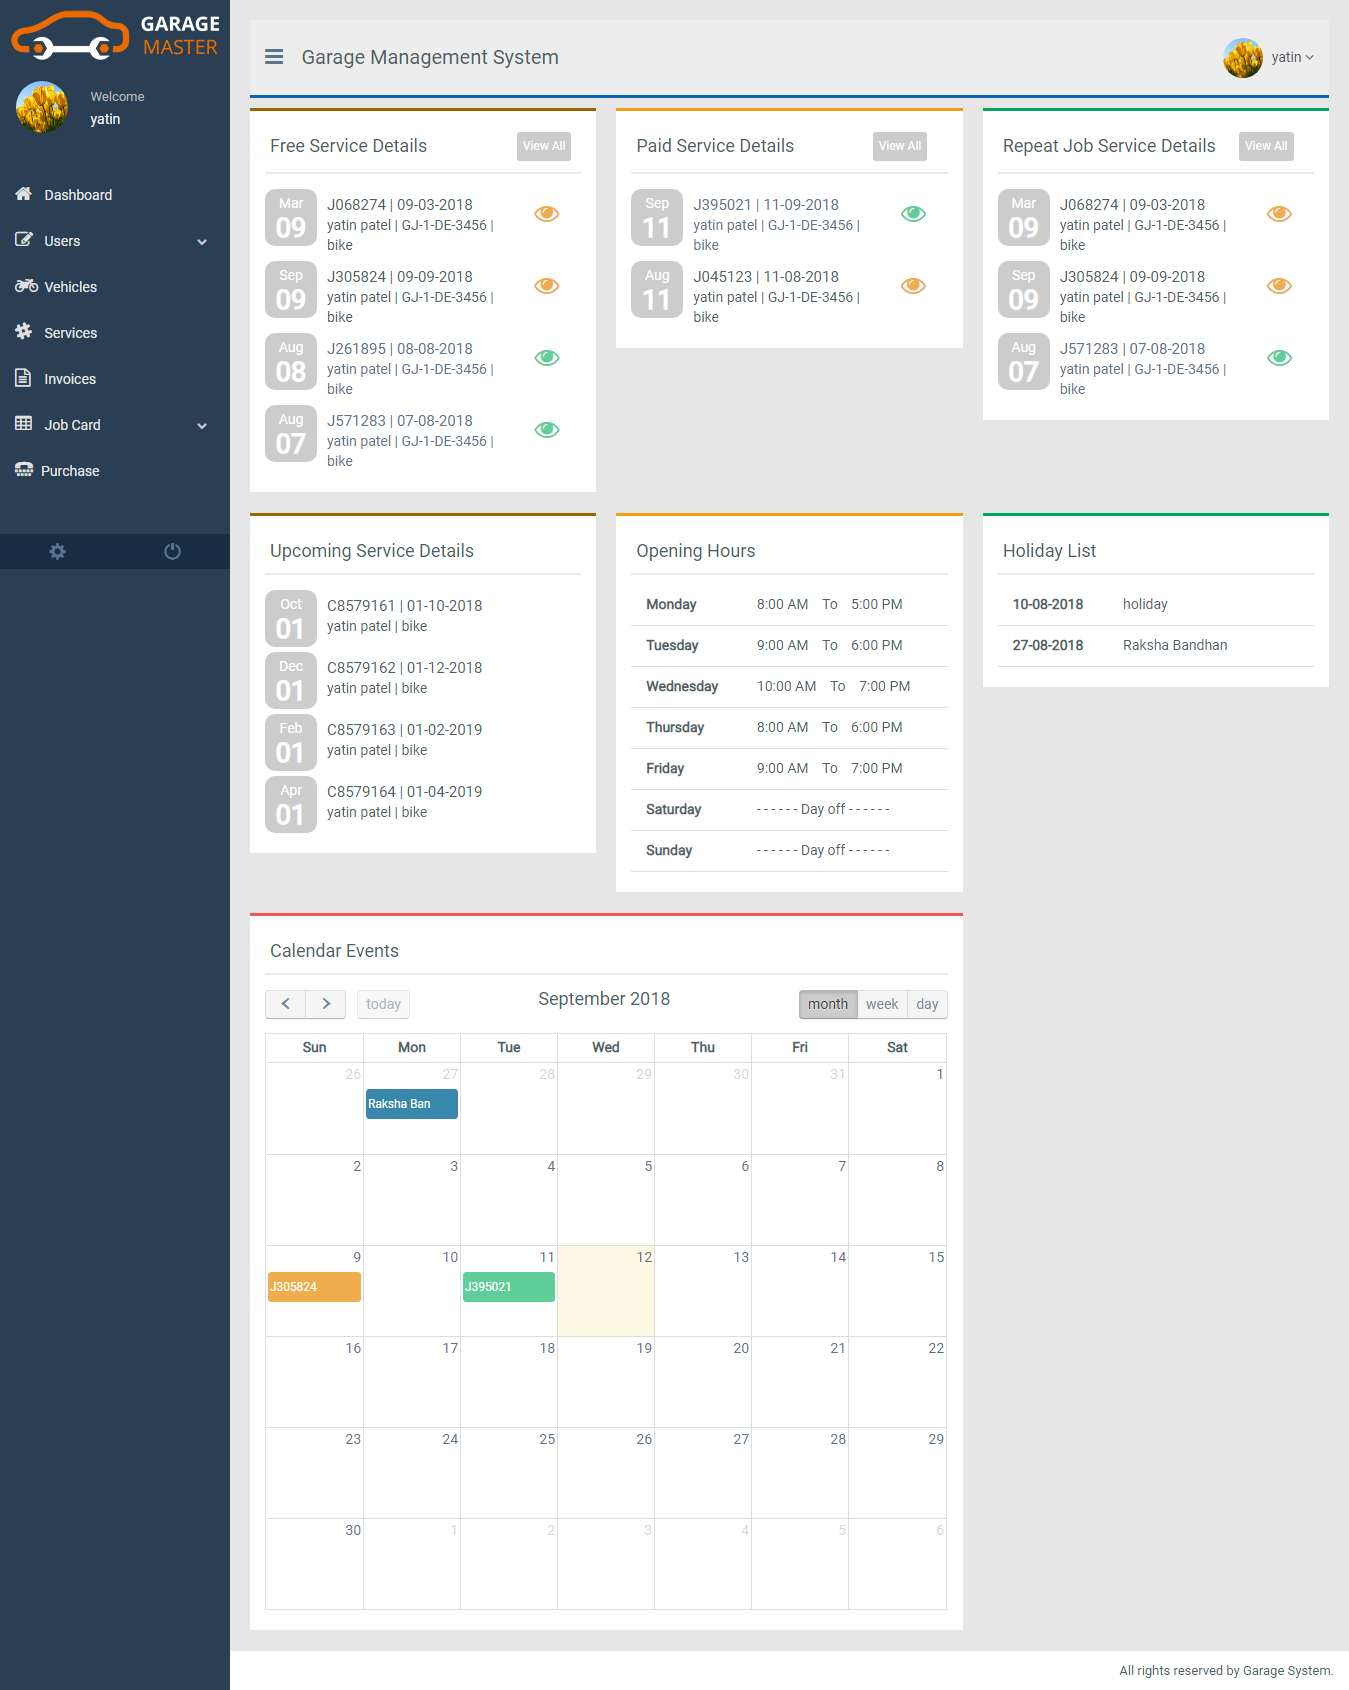 GARAGE
MASTER
Welcome
yatin
Dashboard
Users
Vehicles
Services
Invoices
Job Card
Purchase
Garage Management System
yatin
Free Service Details
View All
Mar
09
J068274 | 09-03-2018
yatin patel | GJ-1-DE-3456 |
bike
Sep
09
J305824 | 09-09-2018
yatin patel | GJ-1-DE-3456 |
bike
Aug
08
J261895 | 08-08-2018
yatin patel | GJ-1-DE-3456 |
bike
Aug
07
J571283 | 07-08-2018
yatin patel | GJ-1-DE-3456 |
bike
Paid Service Details
View All
Sep
11
J395021 | 11-09-2018
yatin patel | GJ-1-DE-3456 |
bike
Aug
11
J045123 | 11-08-2018
yatin patel | GJ-1-DE-3456 |
bike
Repeat Job Service Details
View All
Mar
09
J068274 | 09-03-2018
yatin patel | GJ-1-DE-3456 |
bike
Sep
09
J305824 | 09-09-2018
yatin patel | GJ-1-DE-3456 |
bike
Aug
07
J571283 | 07-08-2018
yatin patel | GJ-1-DE-3456 |
bike
Upcoming Service Details
Oct
01
C8579161 | 01-10-2018
yatin patel | bike
Dec
01
C8579162 | 01-12-2018
yatin patel | bike
Feb
01
C8579163 | 01-02-2019
yatin patel | bike
Apr
01
C8579164 | 01-04-2019
yatin patel | bike
Opening Hours
Monday 8:00 AM To 5:00 PM
Tuesday 9:00 AM To 6:00 PM
Wednesday 10:00 AM To 7:00 PM
Thursday 8:00 AM To 6:00 PM
Friday 9:00 AM To 7:00 PM
Saturday - - - - - - Day off - - - - - -
Sunday - - - - - - Day off - - - - - -
Holiday List
10-08-2018 holiday
27-08-2018 Raksha Bandhan
Calendar Events
today September 2018 month week day
Sun Mon Tue Wed Thu Fri Sat
26 27 28 29 30 31 1
Raksha Ban
2 3 4 5 6 7 8
9 10 11 12 13 14 15
J305824 J395021
16 17 18 19 20 21 22
23 24 25 26 27 28 29
30 1 2 3 4 5 6
All rights reserved by Garage System.